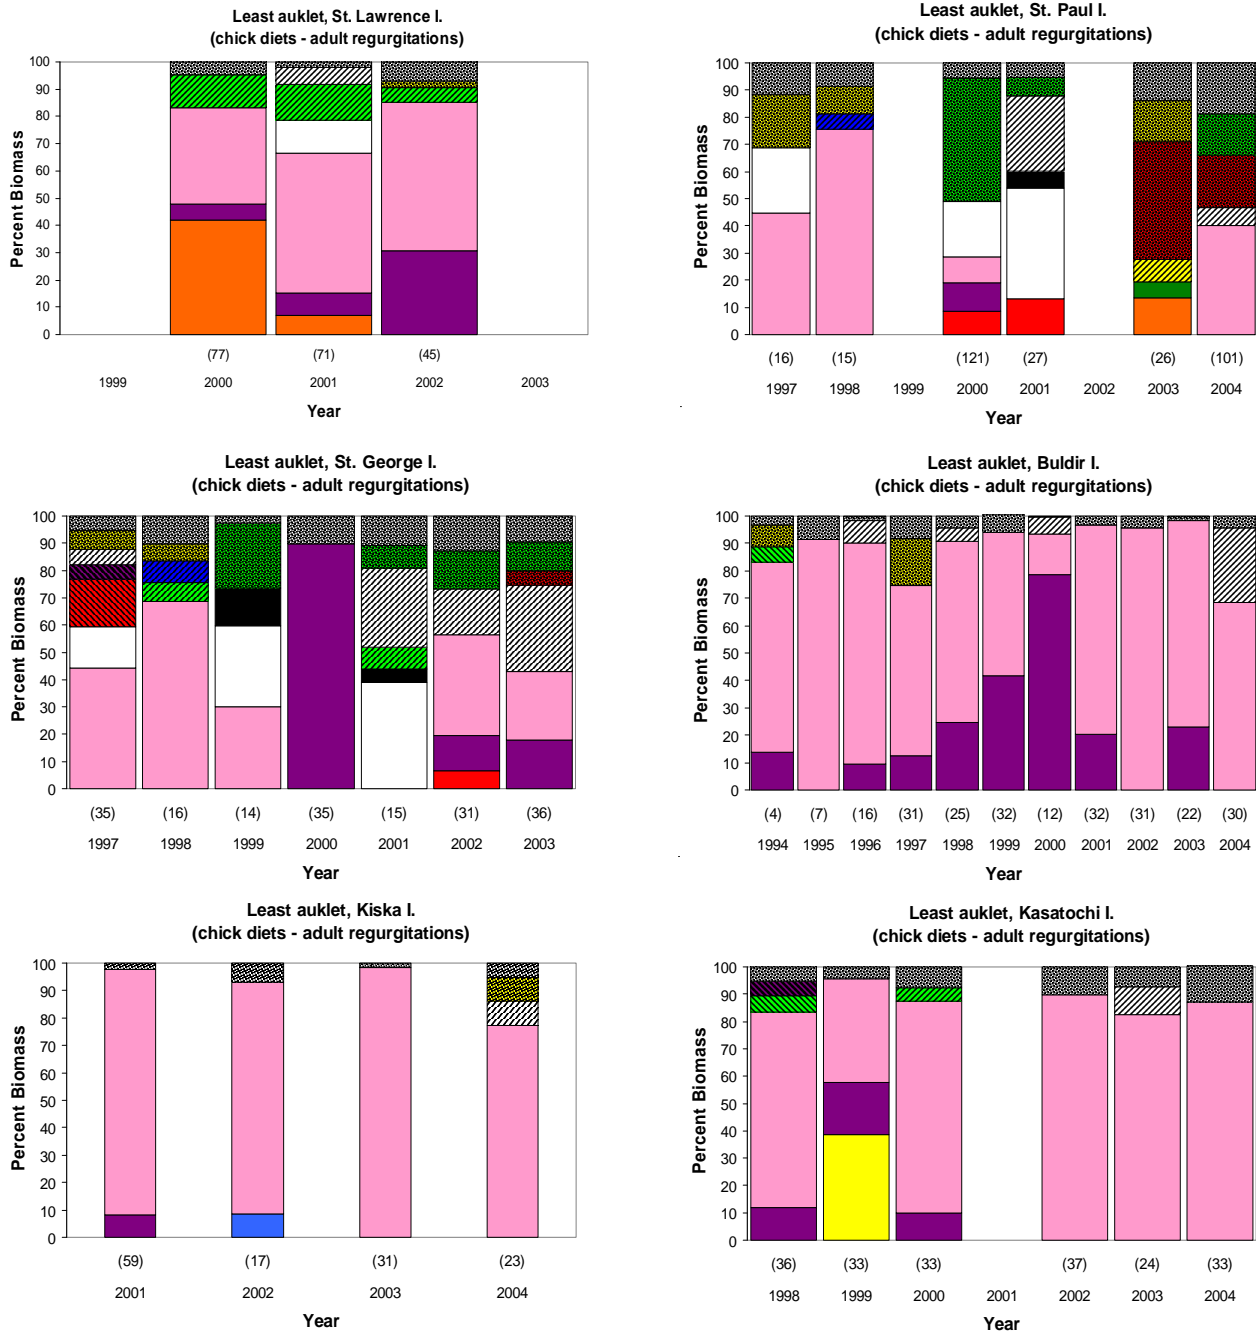 Least auklet, St. Lawrence I.
(chick diets - adult regurgitations)
100
90
80
70
60
50
40
30
20
10
0
Percent Biomass
(77) (71) (45)
1999 2000 2001 2002 2003
Year
Least auklet, St. Paul I.
(chick diets - adult regurgitations)
100
90
80
70
60
50
40
30
20
10
0
Percent Biomass
(16) (15) (121) (27) (26) (101)
1997 1998 1999 2000 2001 2002 2003 2004
Year
Least auklet, St. George I.
(chick diets - adult regurgitations)
100
90
80
70
60
50
40
30
20
10
0
Percent Biomass
(35) (16) (14) (35) (15) (31) (36)
1997 1998 1999 2000 2001 2002 2003
Year
Least auklet, Buldir I.
(chick diets - adult regurgitations)
100
90
80
70
60
50
40
30
20
10
0
Percent Biomass
(4) (7) (16) (31) (25) (32) (12) (32) (31) (22) (30)
1994 1995 1996 1997 1998 1999 2000 2001 2002 2003 2004
Year
Least auklet, Kiska I.
(chick diets - adult regurgitations)
100
90
80
70
60
50
40
30
20
10
0
Percent Biomass
(59) (17) (31) (23)
2001 2002 2003 2004
Year
Least auklet, Kasatochi I.
(chick diets - adult regurgitations)
100
90
80
70
60
50
40
30
20
10
0
Percent Biomass
(36) (33) (33) (37) (24) (33)
1998 1999 2000 2001 2002 2003 2004
Year